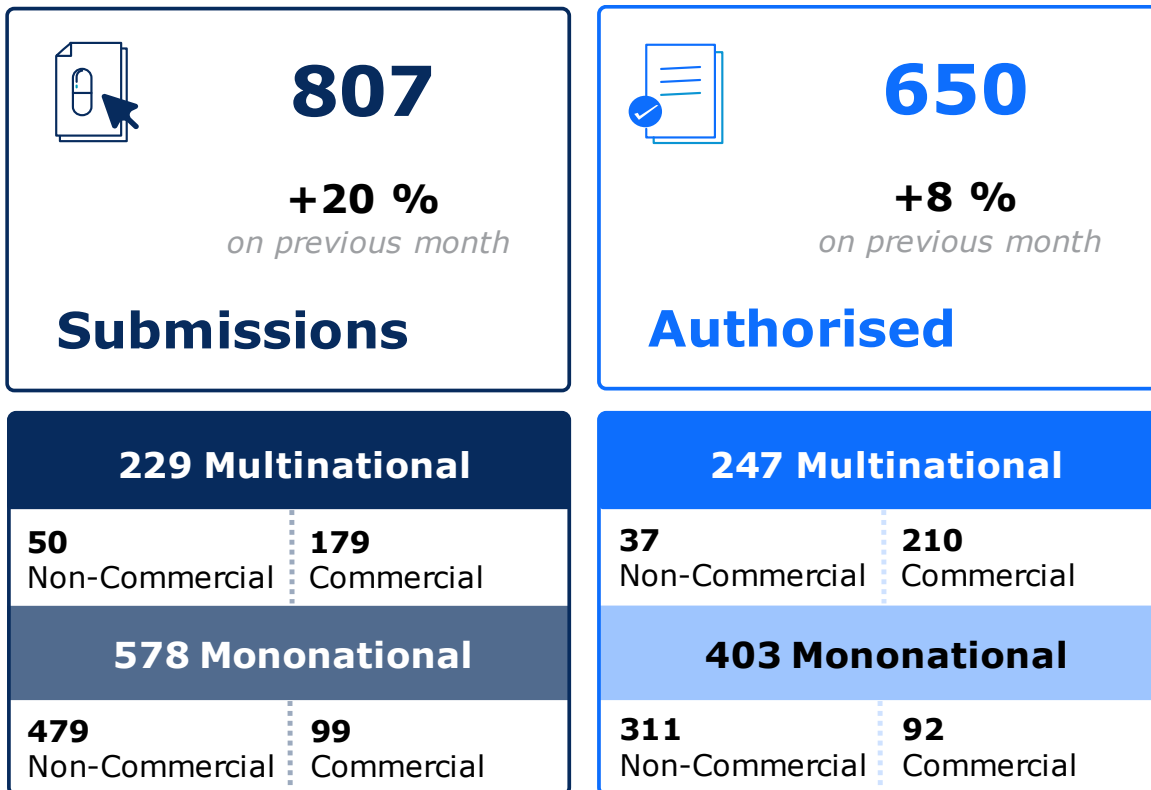 807
+20 %
on previous month
Submissions
229 Multinational
50
Non-Commercial
179
Commercial
578 Mononational
479
Non-Commercial
99
Commercial
650
+8 %
on previous month
Authorised
247 Multinational
37
Non-Commercial
210
Commercial
403 Mononational
311
Non-Commercial
92
Commercial